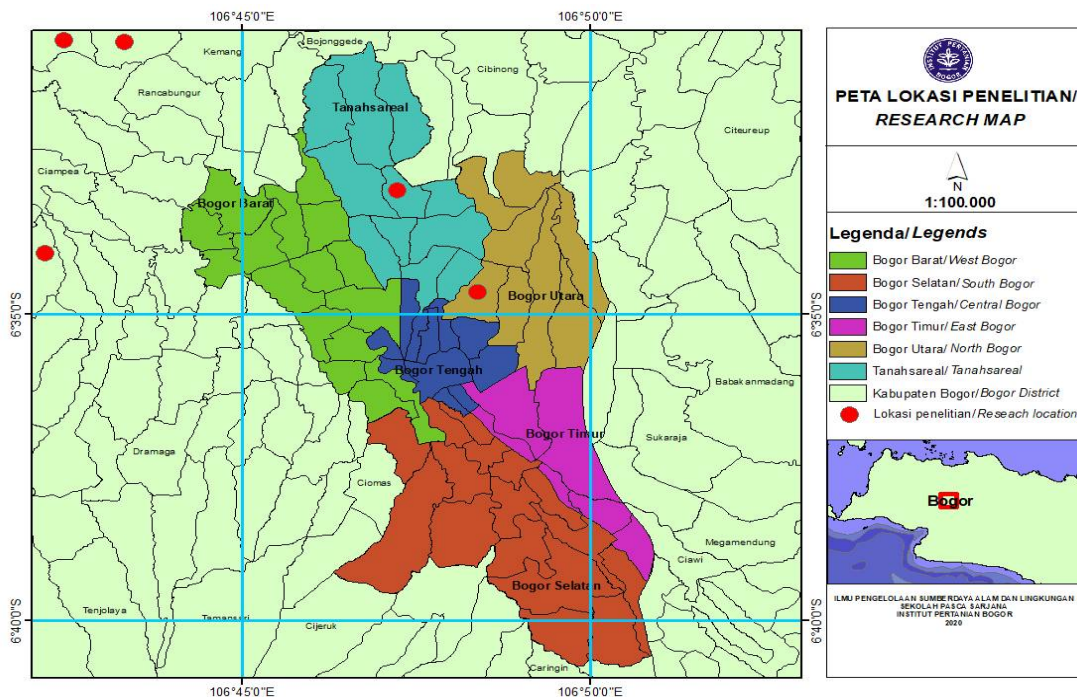 106°45'0"E
106°50'0"E
6°35'0"S
6°40'0"S
Bojonggede
Kemang
Cibinong
Rancabungur
Tanahsareal
Citeureup
Ciampea
Bogor Barat
Bogor Utara
Bogor Tengah
Babakanmadang
Bogor Timur
Sukaraja
Dramaga
Ciomas
Megamendung
Ciawi
Bogor Selatan
Tenjolaya
Tamansari
Cijeruk
Caringin
6°35'0"S
6°40'0"S
106°45'0"E
106°50'0"E
INSTITUT PERTANIAN
BOGOR
PETA LOKASI PENELITIAN/
RESEARCH MAP
N
1:100.000
Legenda/ Legends
Bogor Barat/West Bogor
Bogor Selatan/South Bogor
Bogor Tengah/Central Bogor
Bogor Timur/East Bogor
Bogor Utara/ North Bogor
Tanahsareal/ Tanahsareal
Kabupaten Bogor/Bogor District
Lokasi penelitian/Reseach location
Bogor
ILMU PENGELOLAAN SUMBERDAYA ALAM DAN LINGKUNGAN
SEKOLAH PASCA SARJANA
INSTITUT PERTANIAN BOGOR
2020